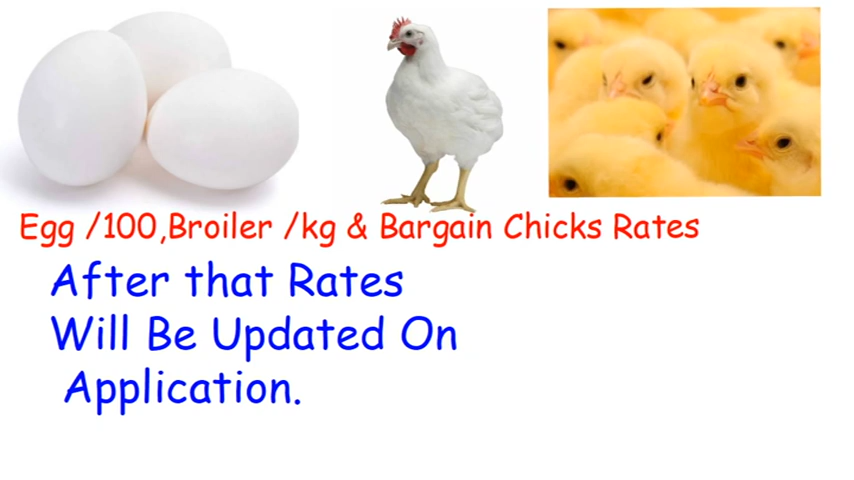 Egg /100,Broiler /kg & Bargain Chicks Rates
After that Rates
Will Be Updated On
Application.